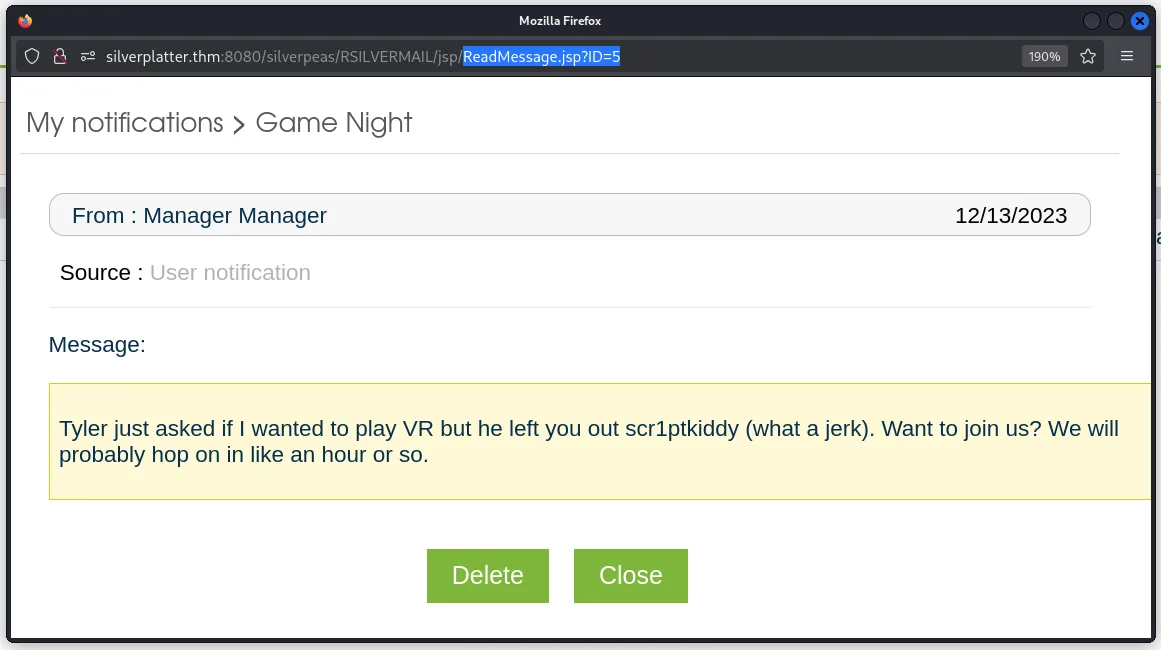 Mozilla Firefox
silverplatter.thm:8080/silverpeas/RSILVERMAIL/jsp/ReadMessage.jsp?ID=5 190%
My notifications > Game Night
From : Manager Manager 12/13/2023
Source : User notification
Message:
Tyler just asked if I wanted to play VR but he left you out scr1ptkiddy (what a jerk). Want to join us? We will
probably hop on in like an hour or so.
Delete Close